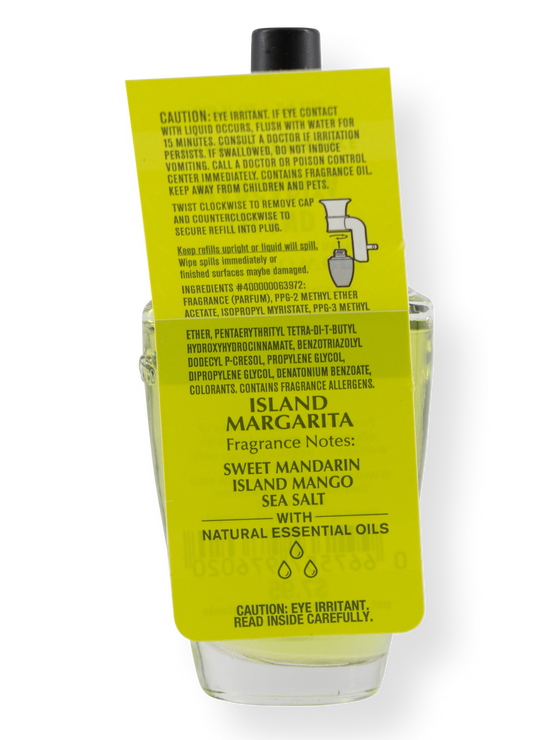 CAUTION: EYE IRRITANT. IF EYE CONTACT
WITH LIQUID OCCURS, FLUSH WITH WATER FOR
15 MINUTES. CONSULT A DOCTOR IF IRRITATION
PERSISTS. IF SWALLOWED, DO NOT INDUCE
VOMITING. CALL A DOCTOR OR POISON CONTROL
CENTER IMMEDIATELY. CONTAINS FRAGRANCE OIL.
KEEP AWAY FROM CHILDREN AND PETS.
TWIST CLOCKWISE TO REMOVE CAP
AND COUNTERCLOCKWISE TO
SECURE REFILL INTO PLUG.
Keep refills upright or liquid will spill.
Wipe spills immediately or
finished surfaces maybe damaged.
INGREDIENTS #400000063972:
FRAGRANCE (PARFUM), PPG-2 METHYL ETHER
ACETATE, ISOPROPYL MYRISTATE, PPG-3 METHYL
ETHER, PENTAERYTHRITYL TETRA-DI-T-BUTYL
HYDROXYHYDROCINNAMATE, BENZOTRIAZOLYL
DODECYL P-CRESOL, PROPYLENE GLYCOL,
DIPROPYLENE GLYCOL, DENATONIUM BENZOATE,
COLORANTS. CONTAINS FRAGRANCE ALLERGENS.
ISLAND
MARGARITA
Fragrance Notes:
SWEET MANDARIN
ISLAND MANGO
SEA SALT
WITH
NATURAL ESSENTIAL OILS
CAUTION: EYE IRRITANT.
READ INSIDE CAREFULLY.